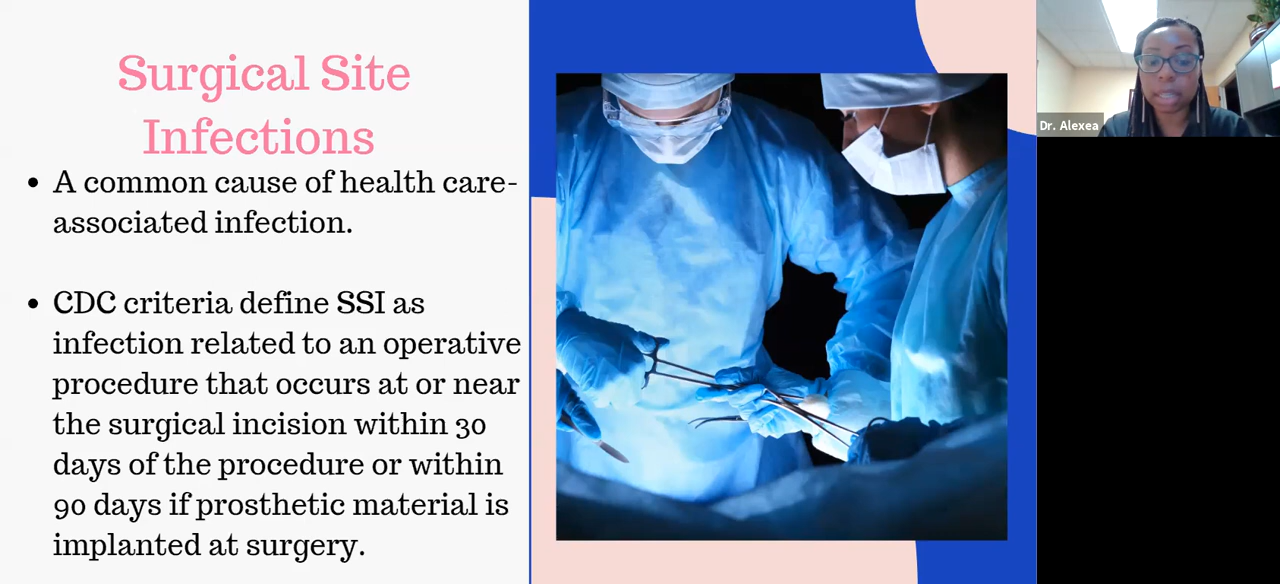 Surgical Site
Infections
• A common cause of health care-
associated infection.
• CDC criteria define SSI as
infection related to an operative
procedure that occurs at or near
the surgical incision within 30
days of the procedure or within
90 days if prosthetic material is
implanted at surgery.
Dr. Alexea